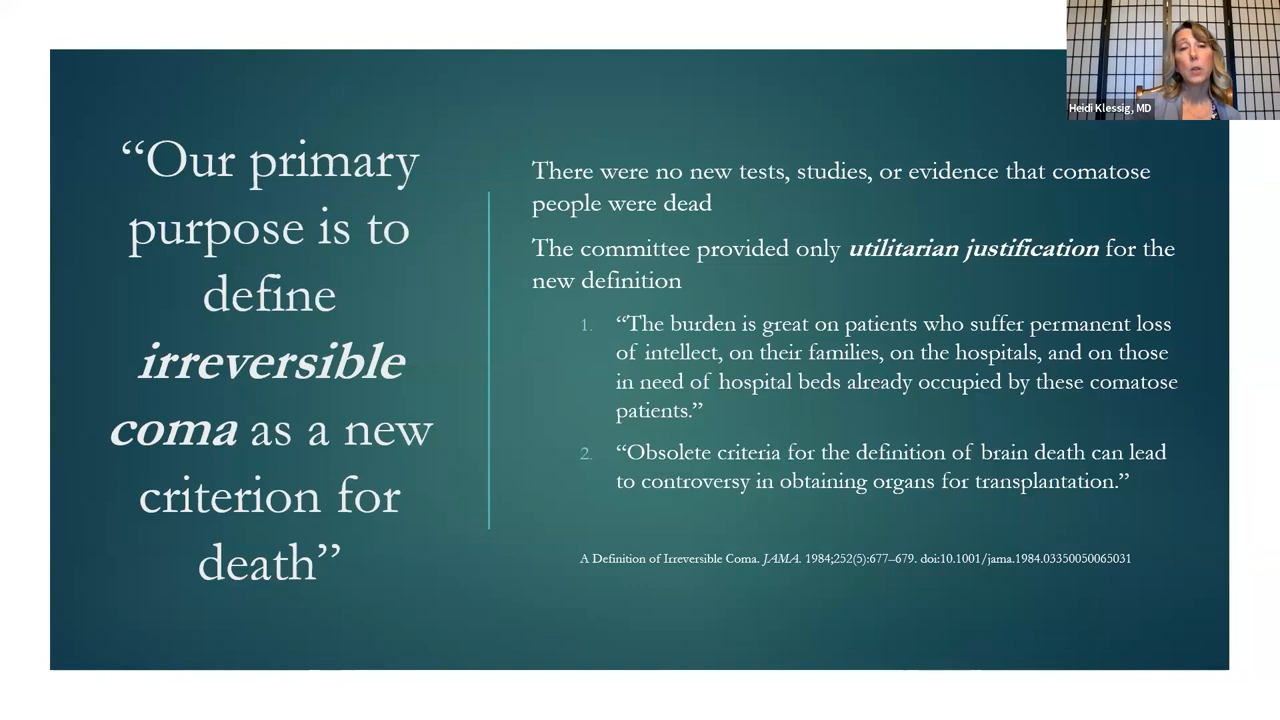 Heidi Klessig, MD
“Our primary
purpose is to
define
irreversible
coma as a new
criterion for
death”
There were no new tests, studies, or evidence that comatose
people were dead
The committee provided only utilitarian justification for the
new definition
1. “The burden is great on patients who suffer permanent loss
of intellect, on their families, on the hospitals, and on those
in need of hospital beds already occupied by these comatose
patients.”
2. “Obsolete criteria for the definition of brain death can lead
to controversy in obtaining organs for transplantation.”
A Definition of Irreversible Coma. JAMA. 1984;252(5):677–679. doi:10.1001/jama.1984.03350050065031